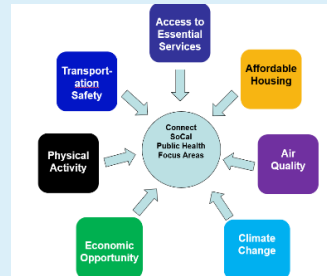 Access to
Essential
Services
Transport-
ation
Safety
Affordable
Housing
Connect
SoCal
Public Health
Focus Areas
Physical
Activity
Air
Quality
Economic
Opportunity
Climate
Change